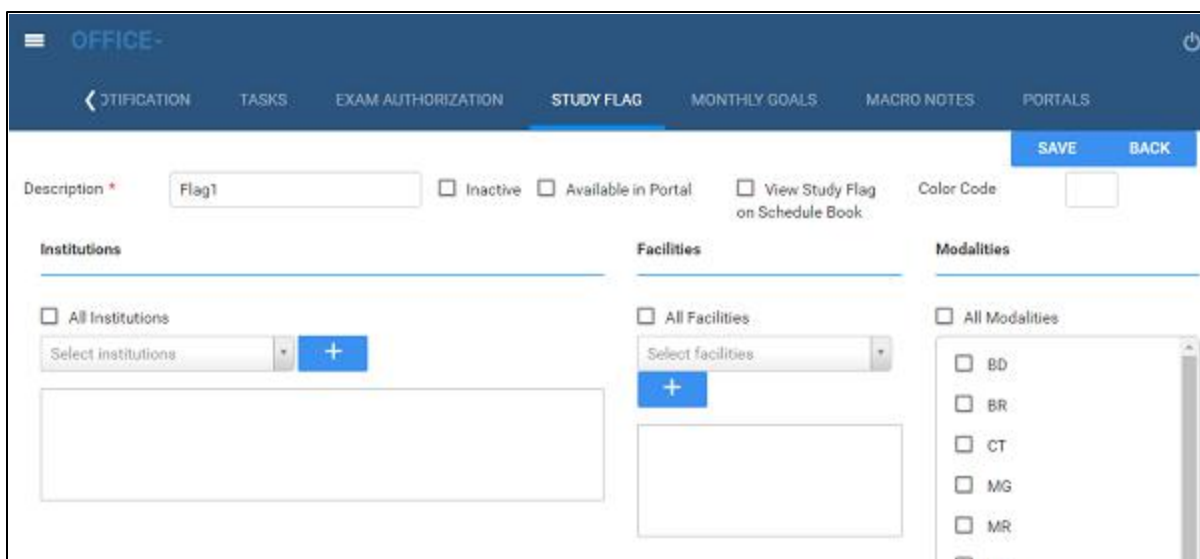 OFFICE-
OTIFICATION TASKS EXAM AUTHORIZATION STUDY FLAG MONTHLY GOALS MACRO NOTES PORTALS
SAVE BACK
Description * Flag1 Inactive Available in Portal View Study Flag on Schedule Book Color Code
Institutions Facilities Modalities
All Institutions All Facilities All Modalities
Select institutions + Select facilities
+
BD
BR
CT
MG
MR